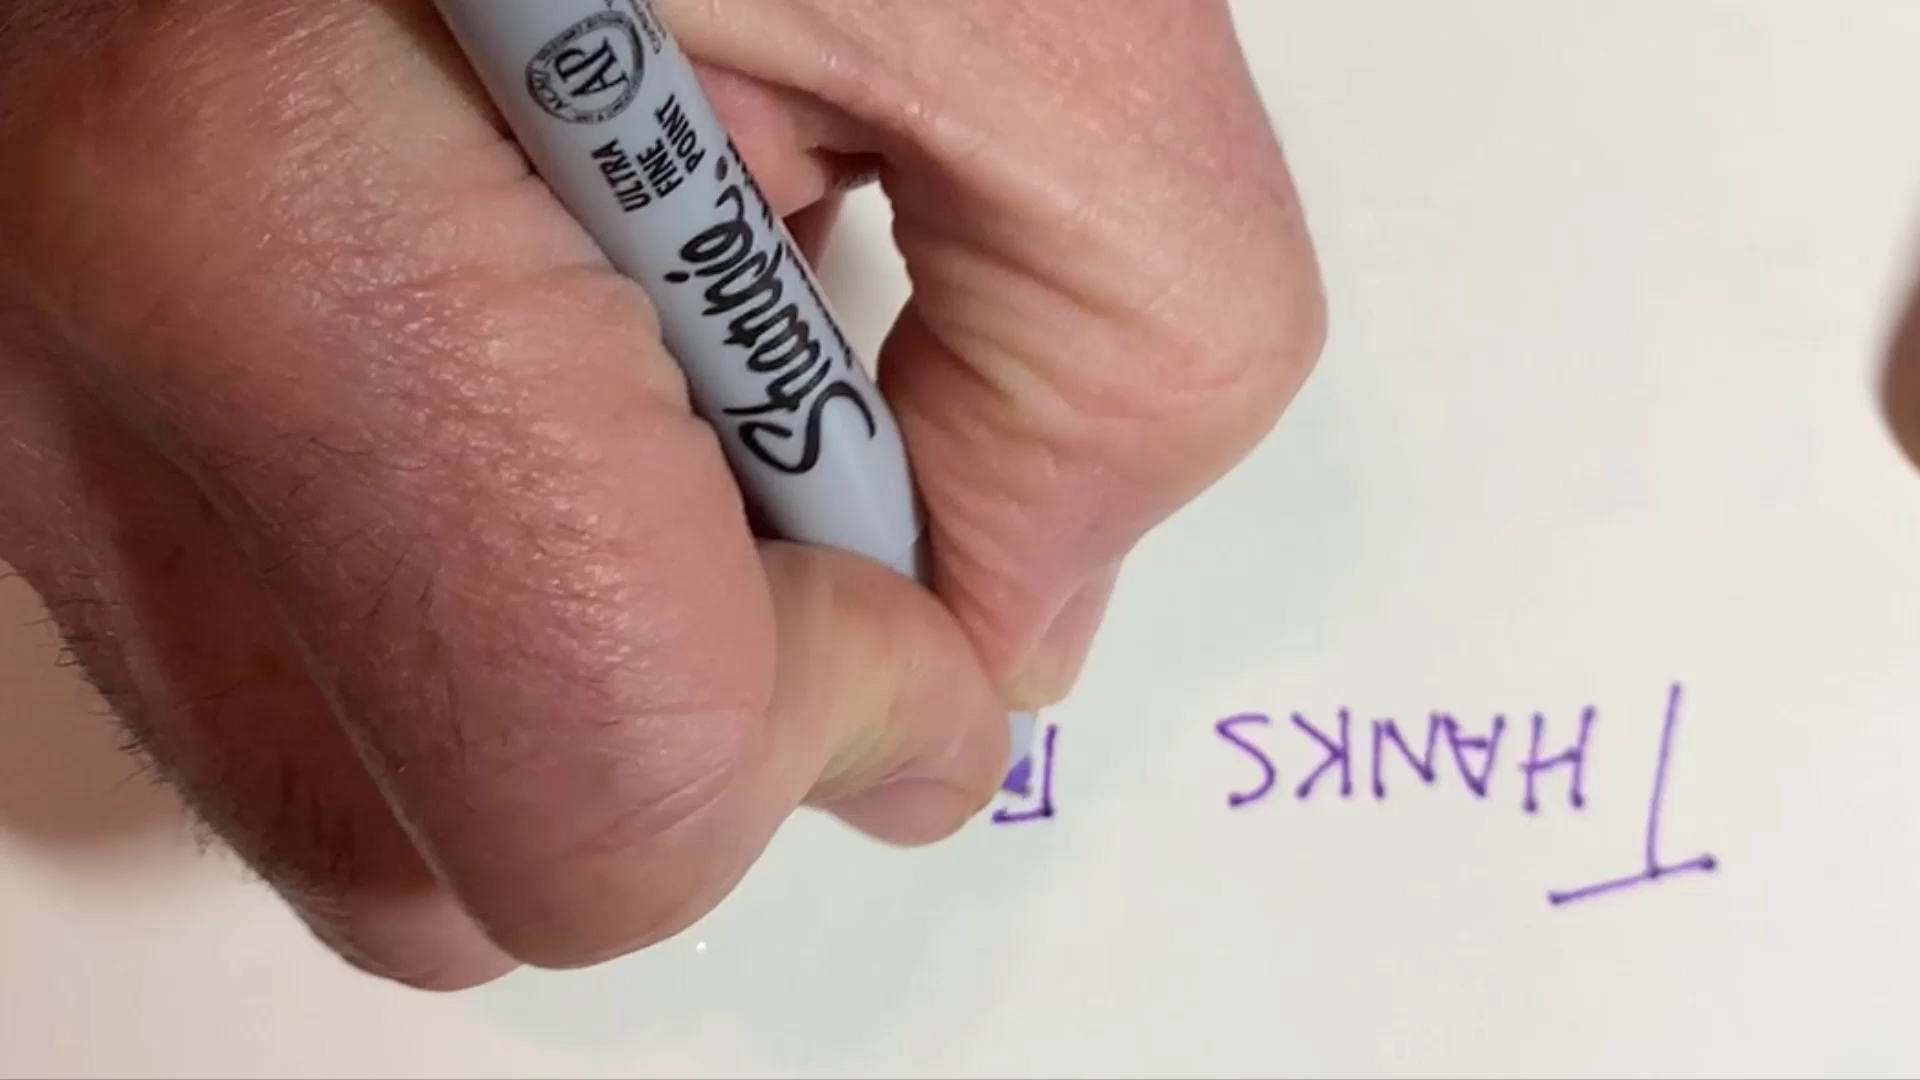 THANKS F
Sharpie.
ULTRA
FINE
POINT
AP